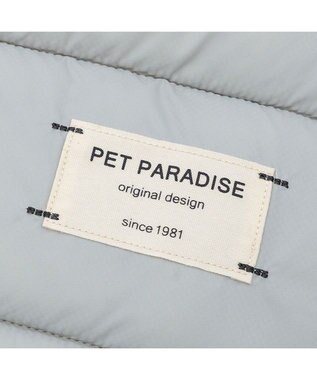 PET PARADISE
original design
since 1981